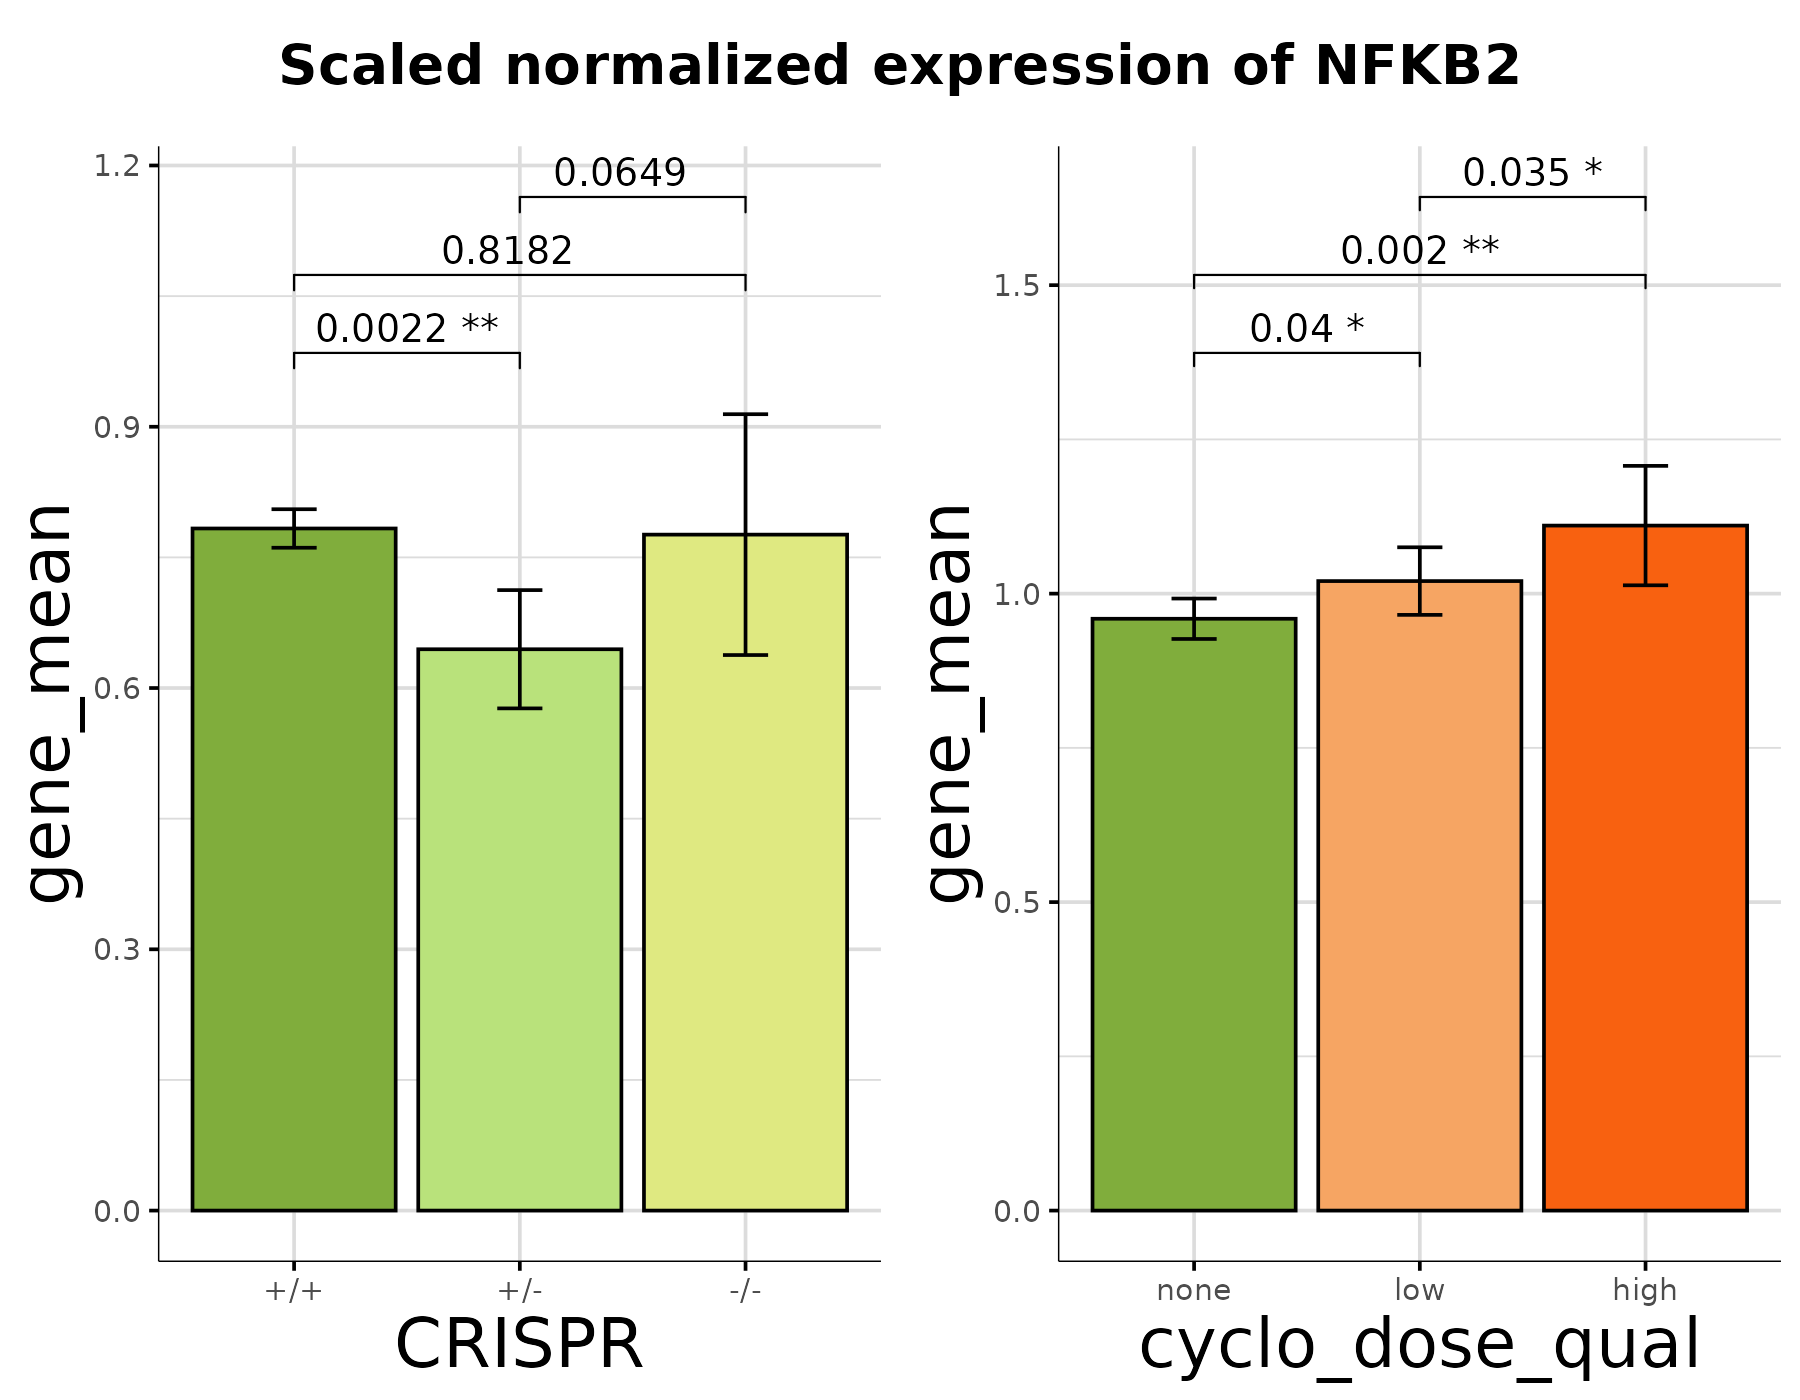 Scaled normalized expression of NFKB2
gene_mean
1.2
0.9
0.6
0.3
0.0
0.0649
0.8182
0.0022 **
+/+
+/-
-/-
CRISPR
gene_mean
1.5
1.0
0.5
0.0
0.035 *
0.002 **
0.04 *
none
low
high
cyclo_dose_qual